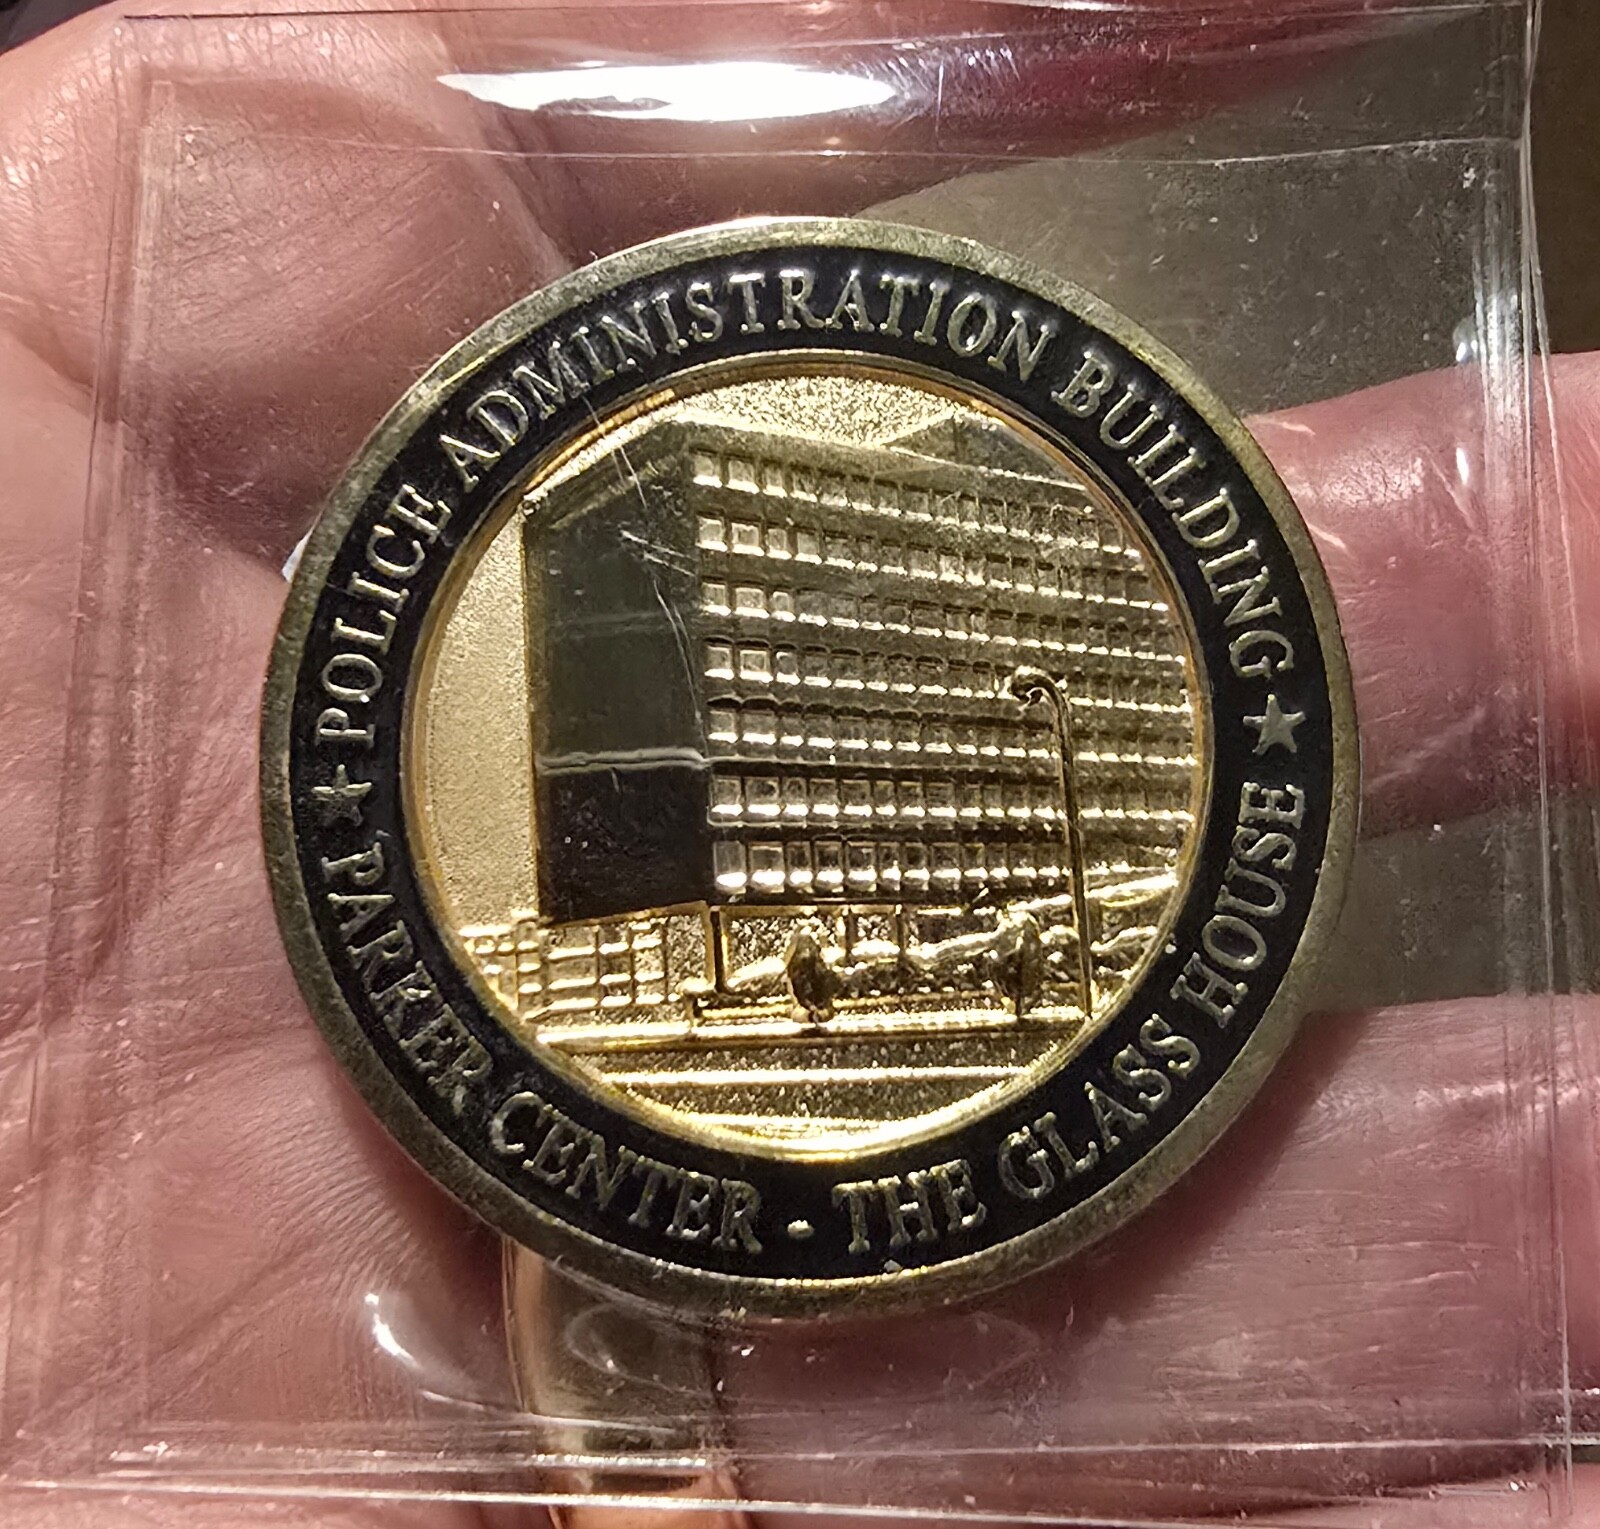 POLICE ADMINISTRATION BUILDING
PARKER CENTER · THE GLASS HOUSE